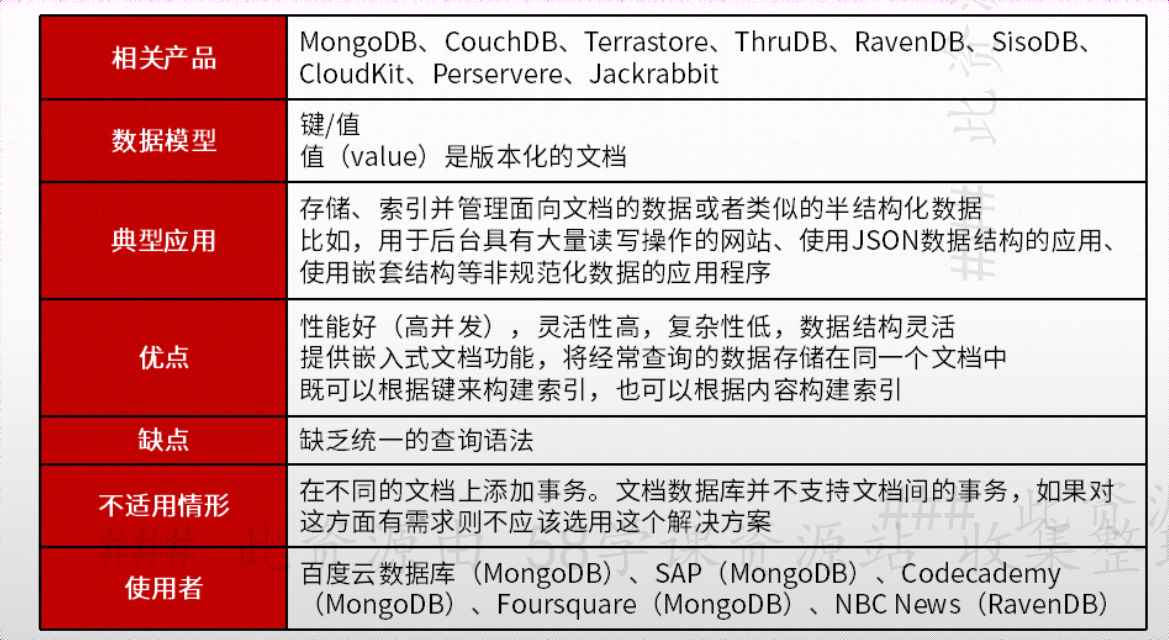 相关产品
MongoDB、CouchDB、Terrastore、ThruDB、RavenDB、SisoDB、
CloudKit、Perservere、Jackrabbit
数据模型
键/值
值（value）是版本化的文档
典型应用
存储、索引并管理面向文档的数据或者类似的半结构化数据
比如，用于后台具有大量读写操作的网站、使用JSON数据结构的应用、
使用嵌套结构等非规范化数据的应用程序
优点
性能好（高并发），灵活性高，复杂性低，数据结构灵活
提供嵌入式文档功能，将经常查询的数据存储在同一个文档中
既可以根据键来构建索引，也可以根据内容构建索引
缺点
缺乏统一的查询语法
不适用情形
在不同的文档上添加事务。文档数据库并不支持文档间的事务，如果对
这方面有需求则不应该选用这个解决方案
使用者
百度云数据库（MongoDB）、SAP（MongoDB）、Codecademy
（MongoDB）、Foursquare（MongoDB）、NBC News（RavenDB）
### 此资源由 58学课资源站 收集整理
### 此资源
### 此资